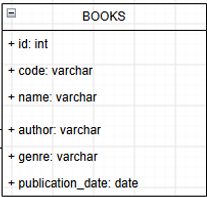 BOOKS
+ id: int
+ code: varchar
+ name: varchar
+ author: varchar
+ genre: varchar
+ publication_date: date